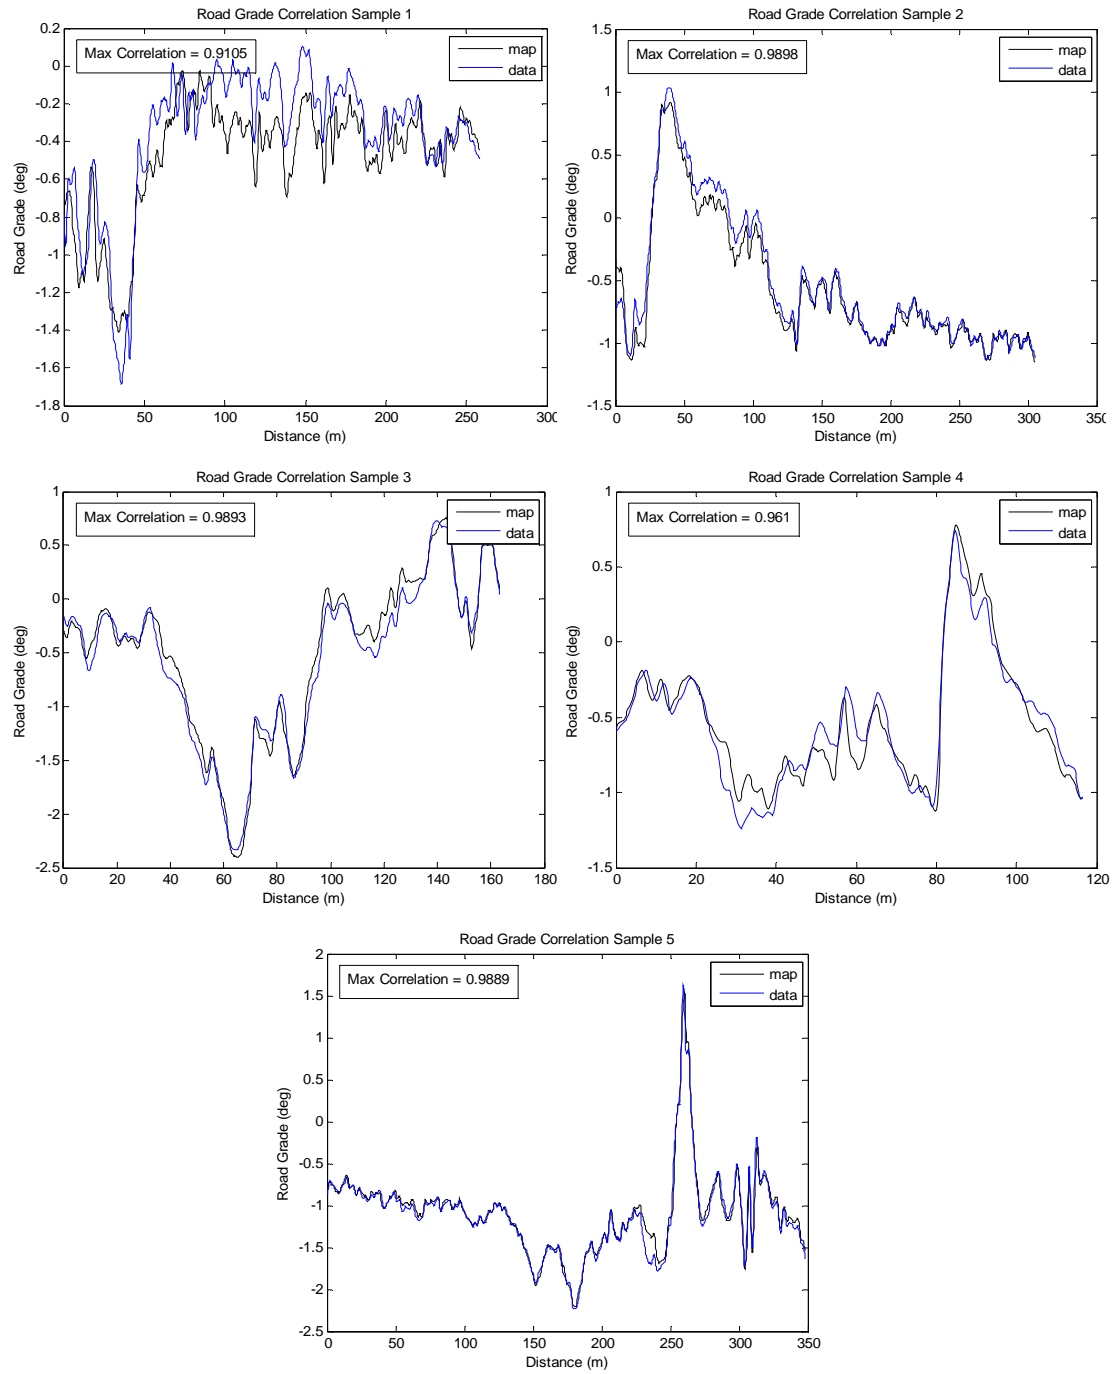 Road Grade Correlation Sample 1
0.2
0
-0.2
-0.4
-0.6
-0.8
-1
-1.2
-1.4
-1.6
-1.8
Road Grade (deg)
Max Correlation = 0.9105
map
data
0 50 100 150 200 250 300
Distance (m)
Road Grade Correlation Sample 2
1.5
1
0.5
0
-0.5
-1
-1.5
Road Grade (deg)
Max Correlation = 0.9898
map
data
0 50 100 150 200 250 300 350
Distance (m)
Road Grade Correlation Sample 3
1
0.5
0
-0.5
-1
-1.5
-2
-2.5
Road Grade (deg)
Max Correlation = 0.9893
map
data
0 20 40 60 80 100 120 140 160 180
Distance (m)
Road Grade Correlation Sample 4
1
0.5
0
-0.5
-1
-1.5
Road Grade (deg)
Max Correlation = 0.961
map
data
0 20 40 60 80 100 120
Distance (m)
Road Grade Correlation Sample 5
2
1.5
1
0.5
0
-0.5
-1
-1.5
-2
-2.5
Road Grade (deg)
Max Correlation = 0.9889
map
data
0 50 100 150 200 250 300 350
Distance (m)